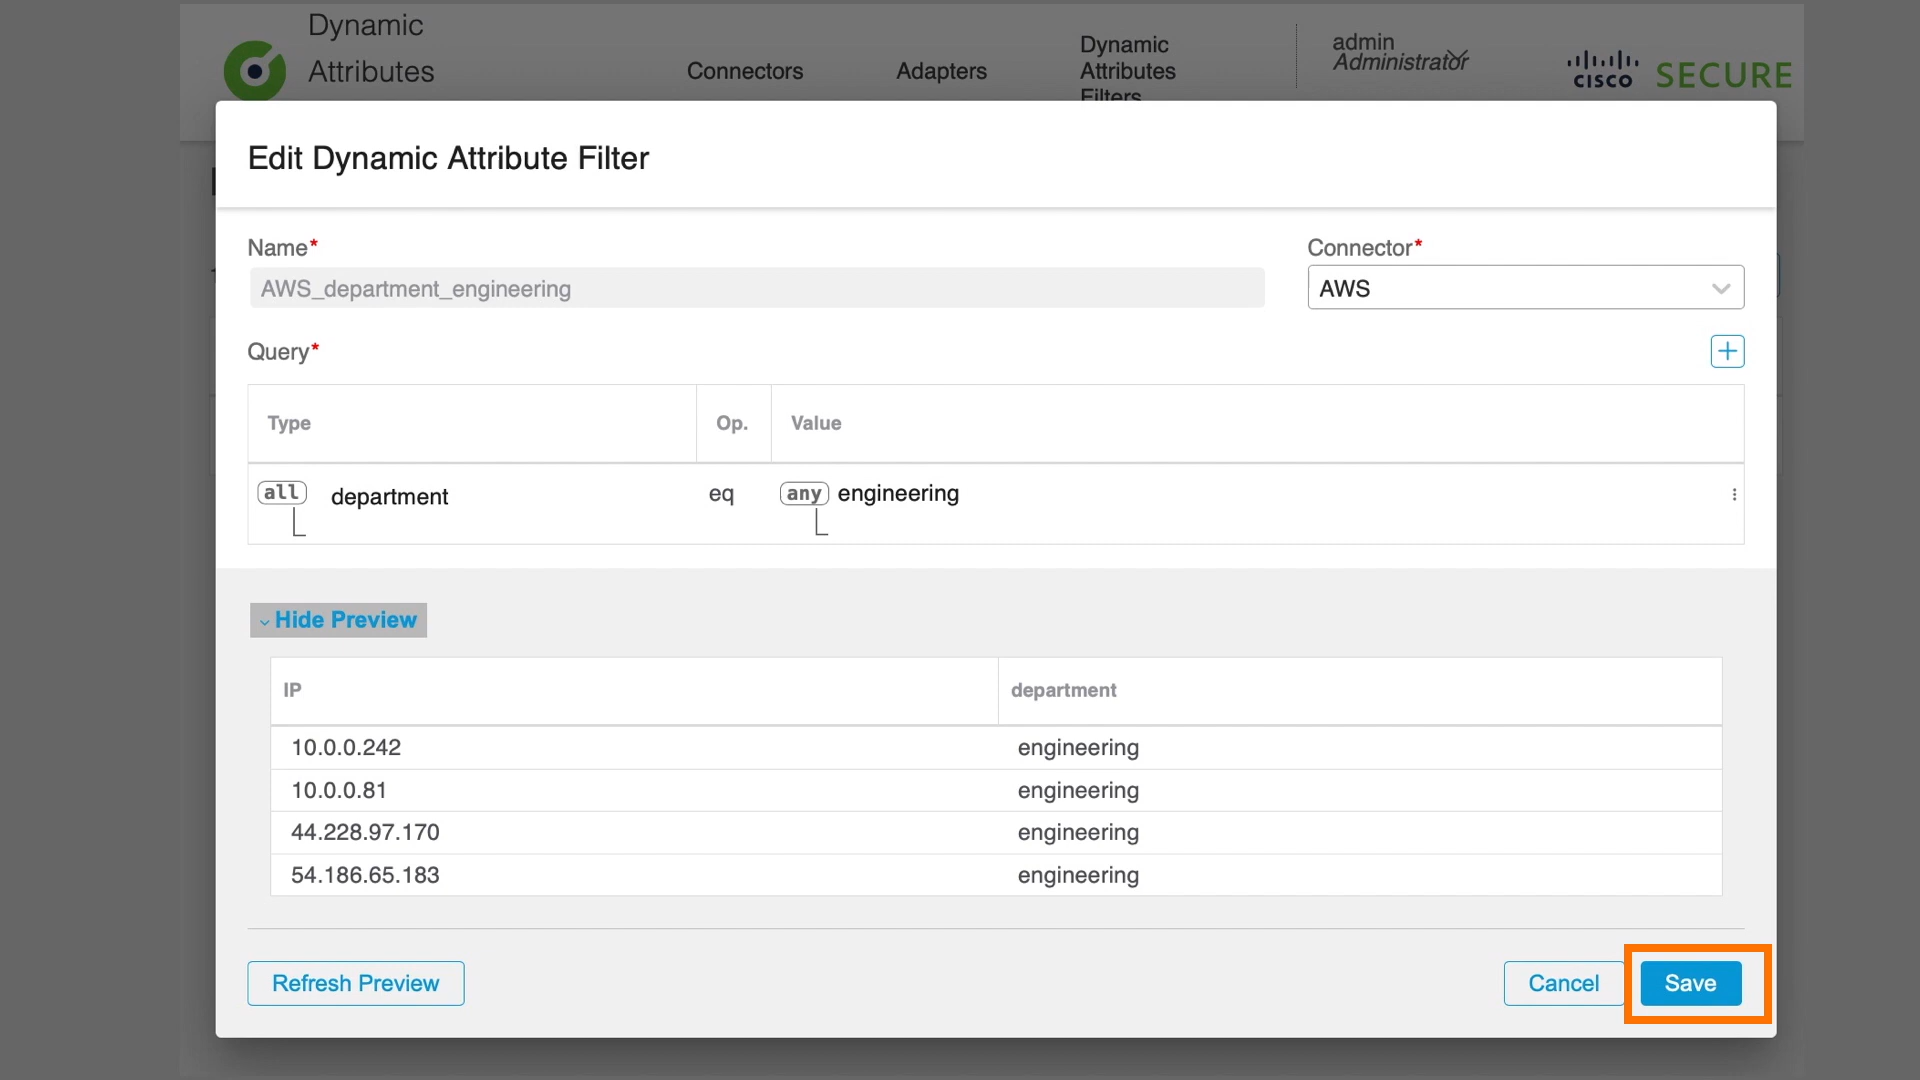 Dynamic
Attributes
Connectors
Adapters
Dynamic
Attributes
Filters
admin
Administrator
CISCO SECURE
Edit Dynamic Attribute Filter
Name*
Connector*
AWS_department_engineering
AWS
Query*
Type Op. Value
all department eq any engineering
Hide Preview
IP department
10.0.0.242 engineering
10.0.0.81 engineering
44.228.97.170 engineering
54.186.65.183 engineering
Refresh Preview
Cancel
Save